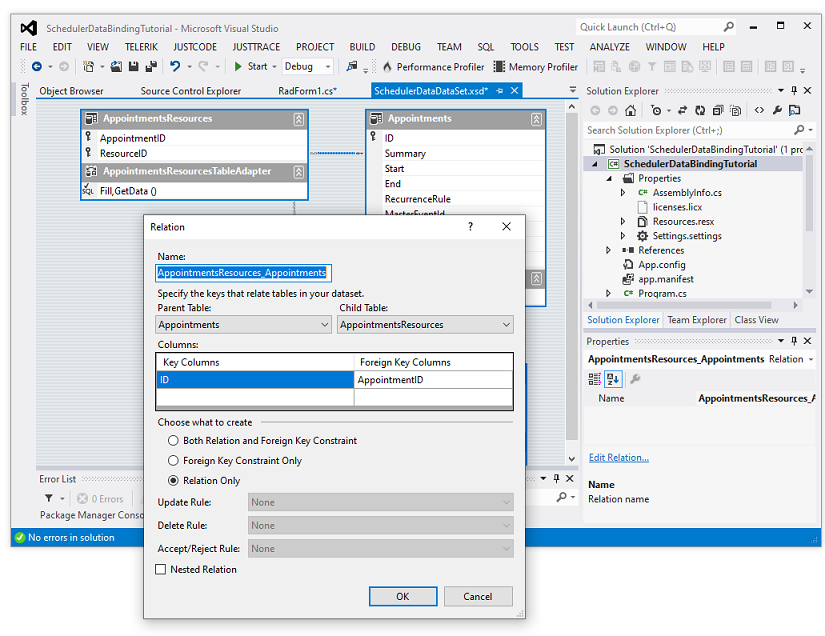 SchedulerDataBindingTutorial - Microsoft Visual Studio
Quick Launch (Ctrl+Q)
FILE EDIT VIEW TELERIK JUSTCODE JUSTTRACE PROJECT BUILD DEBUG TEAM SQL TOOLS TEST ANALYZE WINDOW HELP
Start Debug Performance Profiler Memory Profiler
Toolbox
Object Browser Source Control Explorer RadForm1.cs* SchedulerDataDataSet.xsd*
AppointmentsResources
AppointmentID
ResourceID
AppointmentsResourcesTableAdapter
SQL Fill,GetData ()
Appointments
ID
Summary
Start
End
RecurrenceRule
MasterEventId
Solution Explorer
Search Solution Explorer (Ctrl+;)
Solution 'SchedulerDataBindingTutorial' (1 prc
C# SchedulerDataBindingTutorial
Properties
C# AssemblyInfo.cs
licenses.licx
Resources.resx
Settings.settings
References
App.config
app.manifest
C# Program.cs
Solution Explorer Team Explorer Class View
Properties
AppointmentsResources_Appointments Relation
Name AppointmentsResources_A
Edit Relation...
Name
Relation name
Relation
?
Name:
AppointmentsResources_Appointments
Specify the keys that relate tables in your dataset.
Parent Table: Child Table:
Appointments AppointmentsResources
Columns:
Key Columns Foreign Key Columns
ID AppointmentID
Choose what to create
Both Relation and Foreign Key Constraint
Foreign Key Constraint Only
Relation Only
Update Rule: None
Delete Rule: None
Accept/Reject Rule: None
Nested Relation
OK Cancel
Error List
0 Errors
Package Manager Conso
No errors in solution